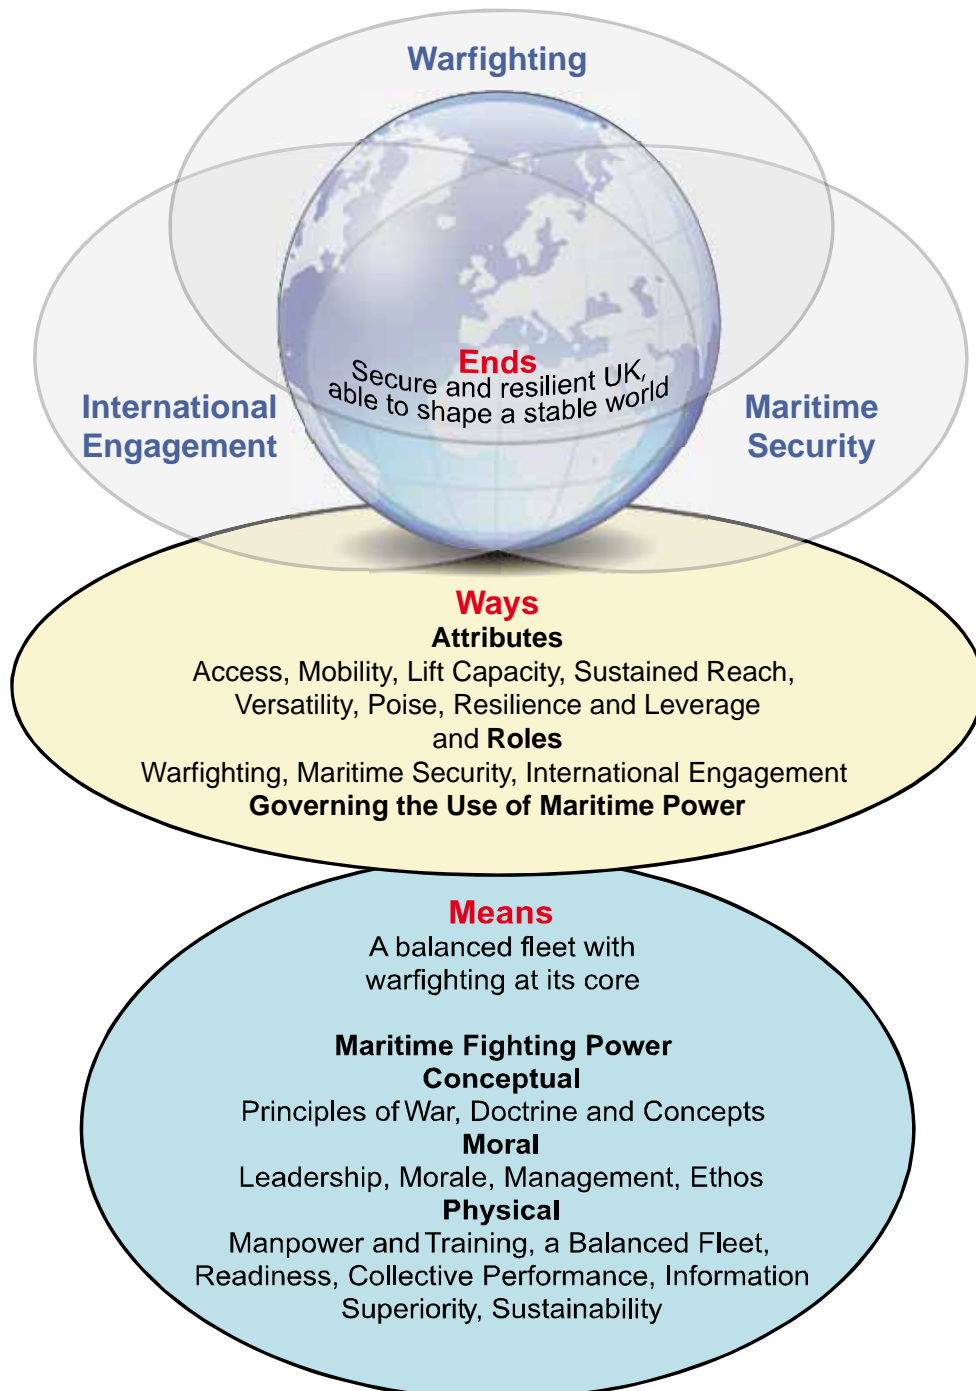 Warfighting
Ends
Secure and resilient UK,
able to shape a stable world
International
Engagement
Maritime
Security
Ways
Attributes
Access, Mobility, Lift Capacity, Sustained Reach,
Versatility, Poise, Resilience and Leverage
and Roles
Warfighting, Maritime Security, International Engagement
Governing the Use of Maritime Power
Means
A balanced fleet with
warfighting at its core
Maritime Fighting Power
Conceptual
Principles of War, Doctrine and Concepts
Moral
Leadership, Morale, Management, Ethos
Physical
Manpower and Training, a Balanced Fleet,
Readiness, Collective Performance, Information
Superiority, Sustainability